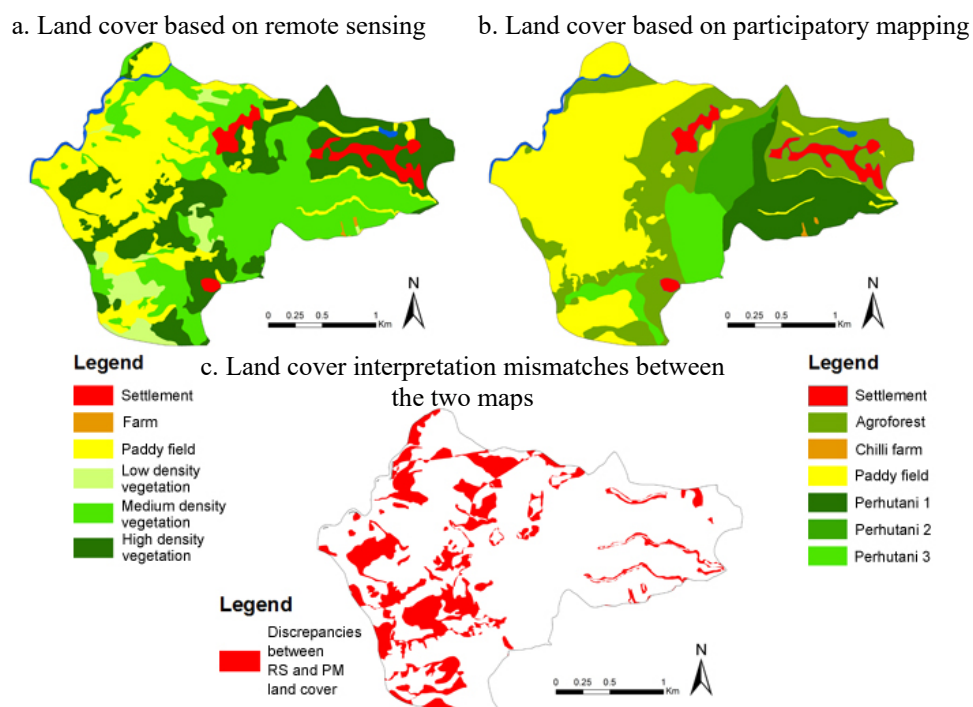 a. Land cover based on remote sensing
b. Land cover based on participatory mapping
N
0 0.25 0.5 1
Km
N
0 0.25 0.5 1
Km
Legend
Settlement
Farm
Paddy field
Low density
vegetation
Medium density
vegetation
High density
vegetation
c. Land cover interpretation mismatches between
the two maps
Legend
Settlement
Agroforest
Chilli farm
Paddy field
Perhutani 1
Perhutani 2
Perhutani 3
Legend
Discrepancies
between
RS and PM
land cover
N
0 0.25 0.5 1
Km